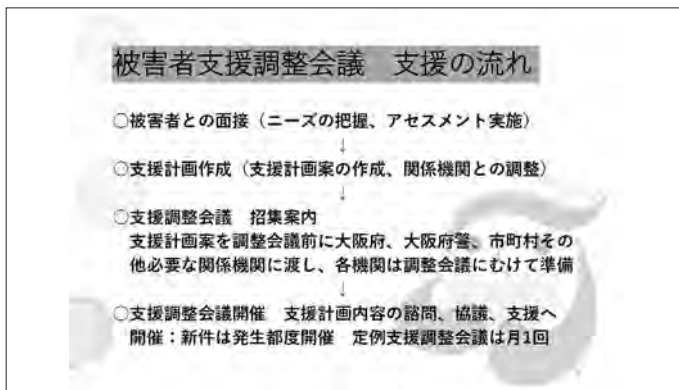 被害者支援調整会議　支援の流れ
○被害者との面接（ニーズの把握、アセスメント実施）
↓
○支援計画作成（支援計画案の作成、関係機関との調整）
↓
○支援調整会議　招集案内
支援計画案を調整会議前に大阪府、大阪府警、市町村その
他必要な関係機関に渡し、各機関は調整会議にむけて準備
↓
○支援調整会議開催　支援計画内容の諮問、協議、支援へ
開催：新件は発生都度開催　定例支援調整会議は月1回